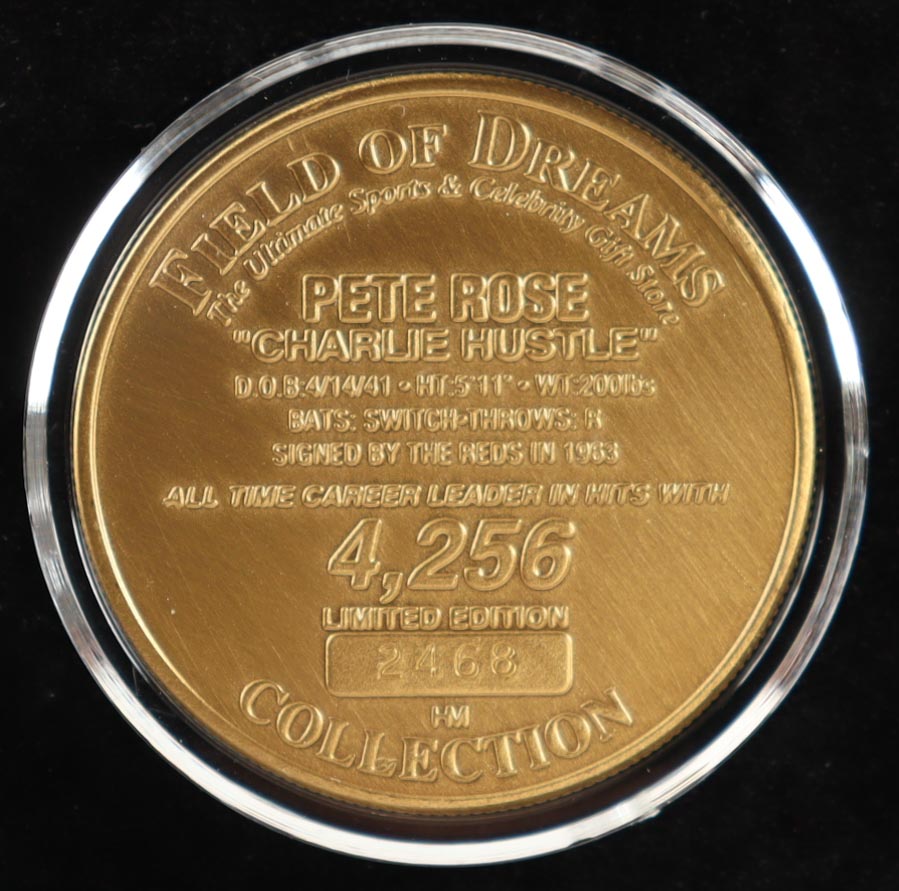 FIELD OF DREAMS
The Ultimate Sports & Celebrity Gift Store
PETE ROSE
"CHARLIE HUSTLE"
D.O.B:4/14/41 • HT:5'11" • WT:200lbs
BATS: SWITCH-THROWS: R
SIGNED BY THE REDS IN 1963
ALL TIME CAREER LEADER IN HITS WITH
4,256
LIMITED EDITION
2468
HM
COLLECTION